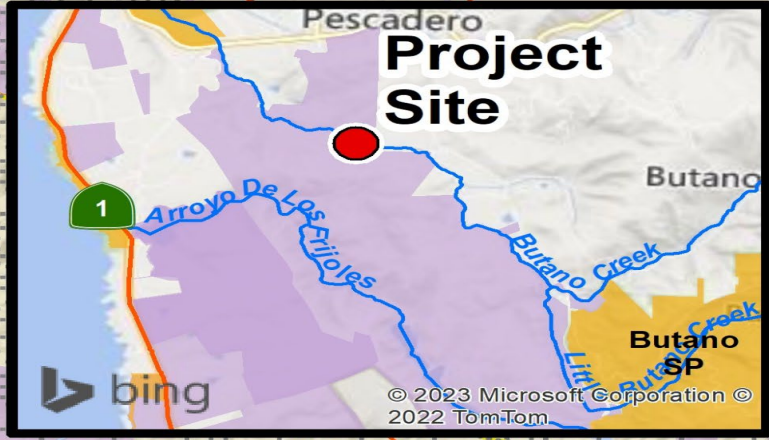 Pescadero
Project
Site
Butano
1
Arroyo De Los
Frijoles
Butano Creek
Butano
SP
Butano Creek
bing
© 2023 Microsoft Corporation ©
2022 TomTom